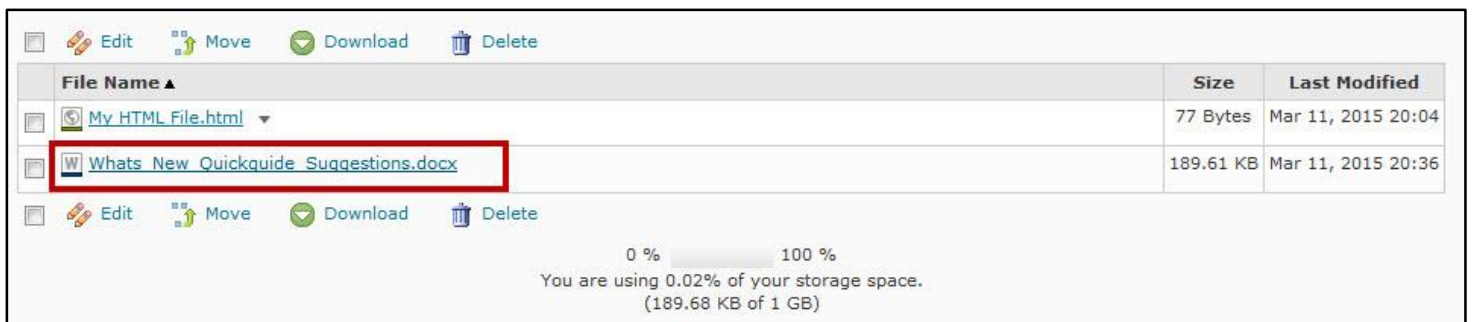 Edit Move Download Delete
File Name ▲ Size Last Modified
My HTML File.html 77 Bytes Mar 11, 2015 20:04
W Whats_New_Quickguide_Suggestions.docx 189.61 KB Mar 11, 2015 20:36
Edit Move Download Delete
0 % 100 %
You are using 0.02% of your storage space.
(189.68 KB of 1 GB)